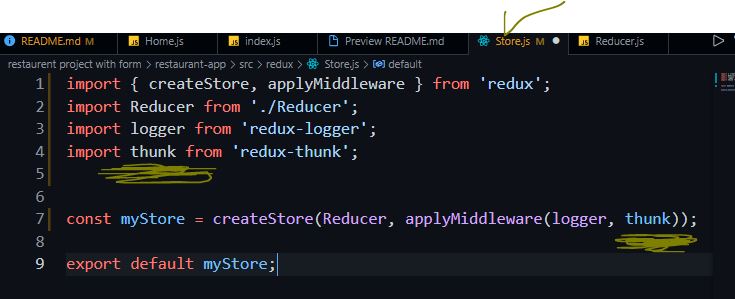 README.md M Home.js index.js Preview README.md Store.js M Reducer.js
restaurent project with form > restaurant-app > src > redux > Store.js > default
1 import { createStore, applyMiddleware } from 'redux';
2 import Reducer from './Reducer';
3 import logger from 'redux-logger';
4 import thunk from 'redux-thunk';
5
6
7 const myStore = createStore(Reducer, applyMiddleware(logger, thunk));
8
9 export default myStore;